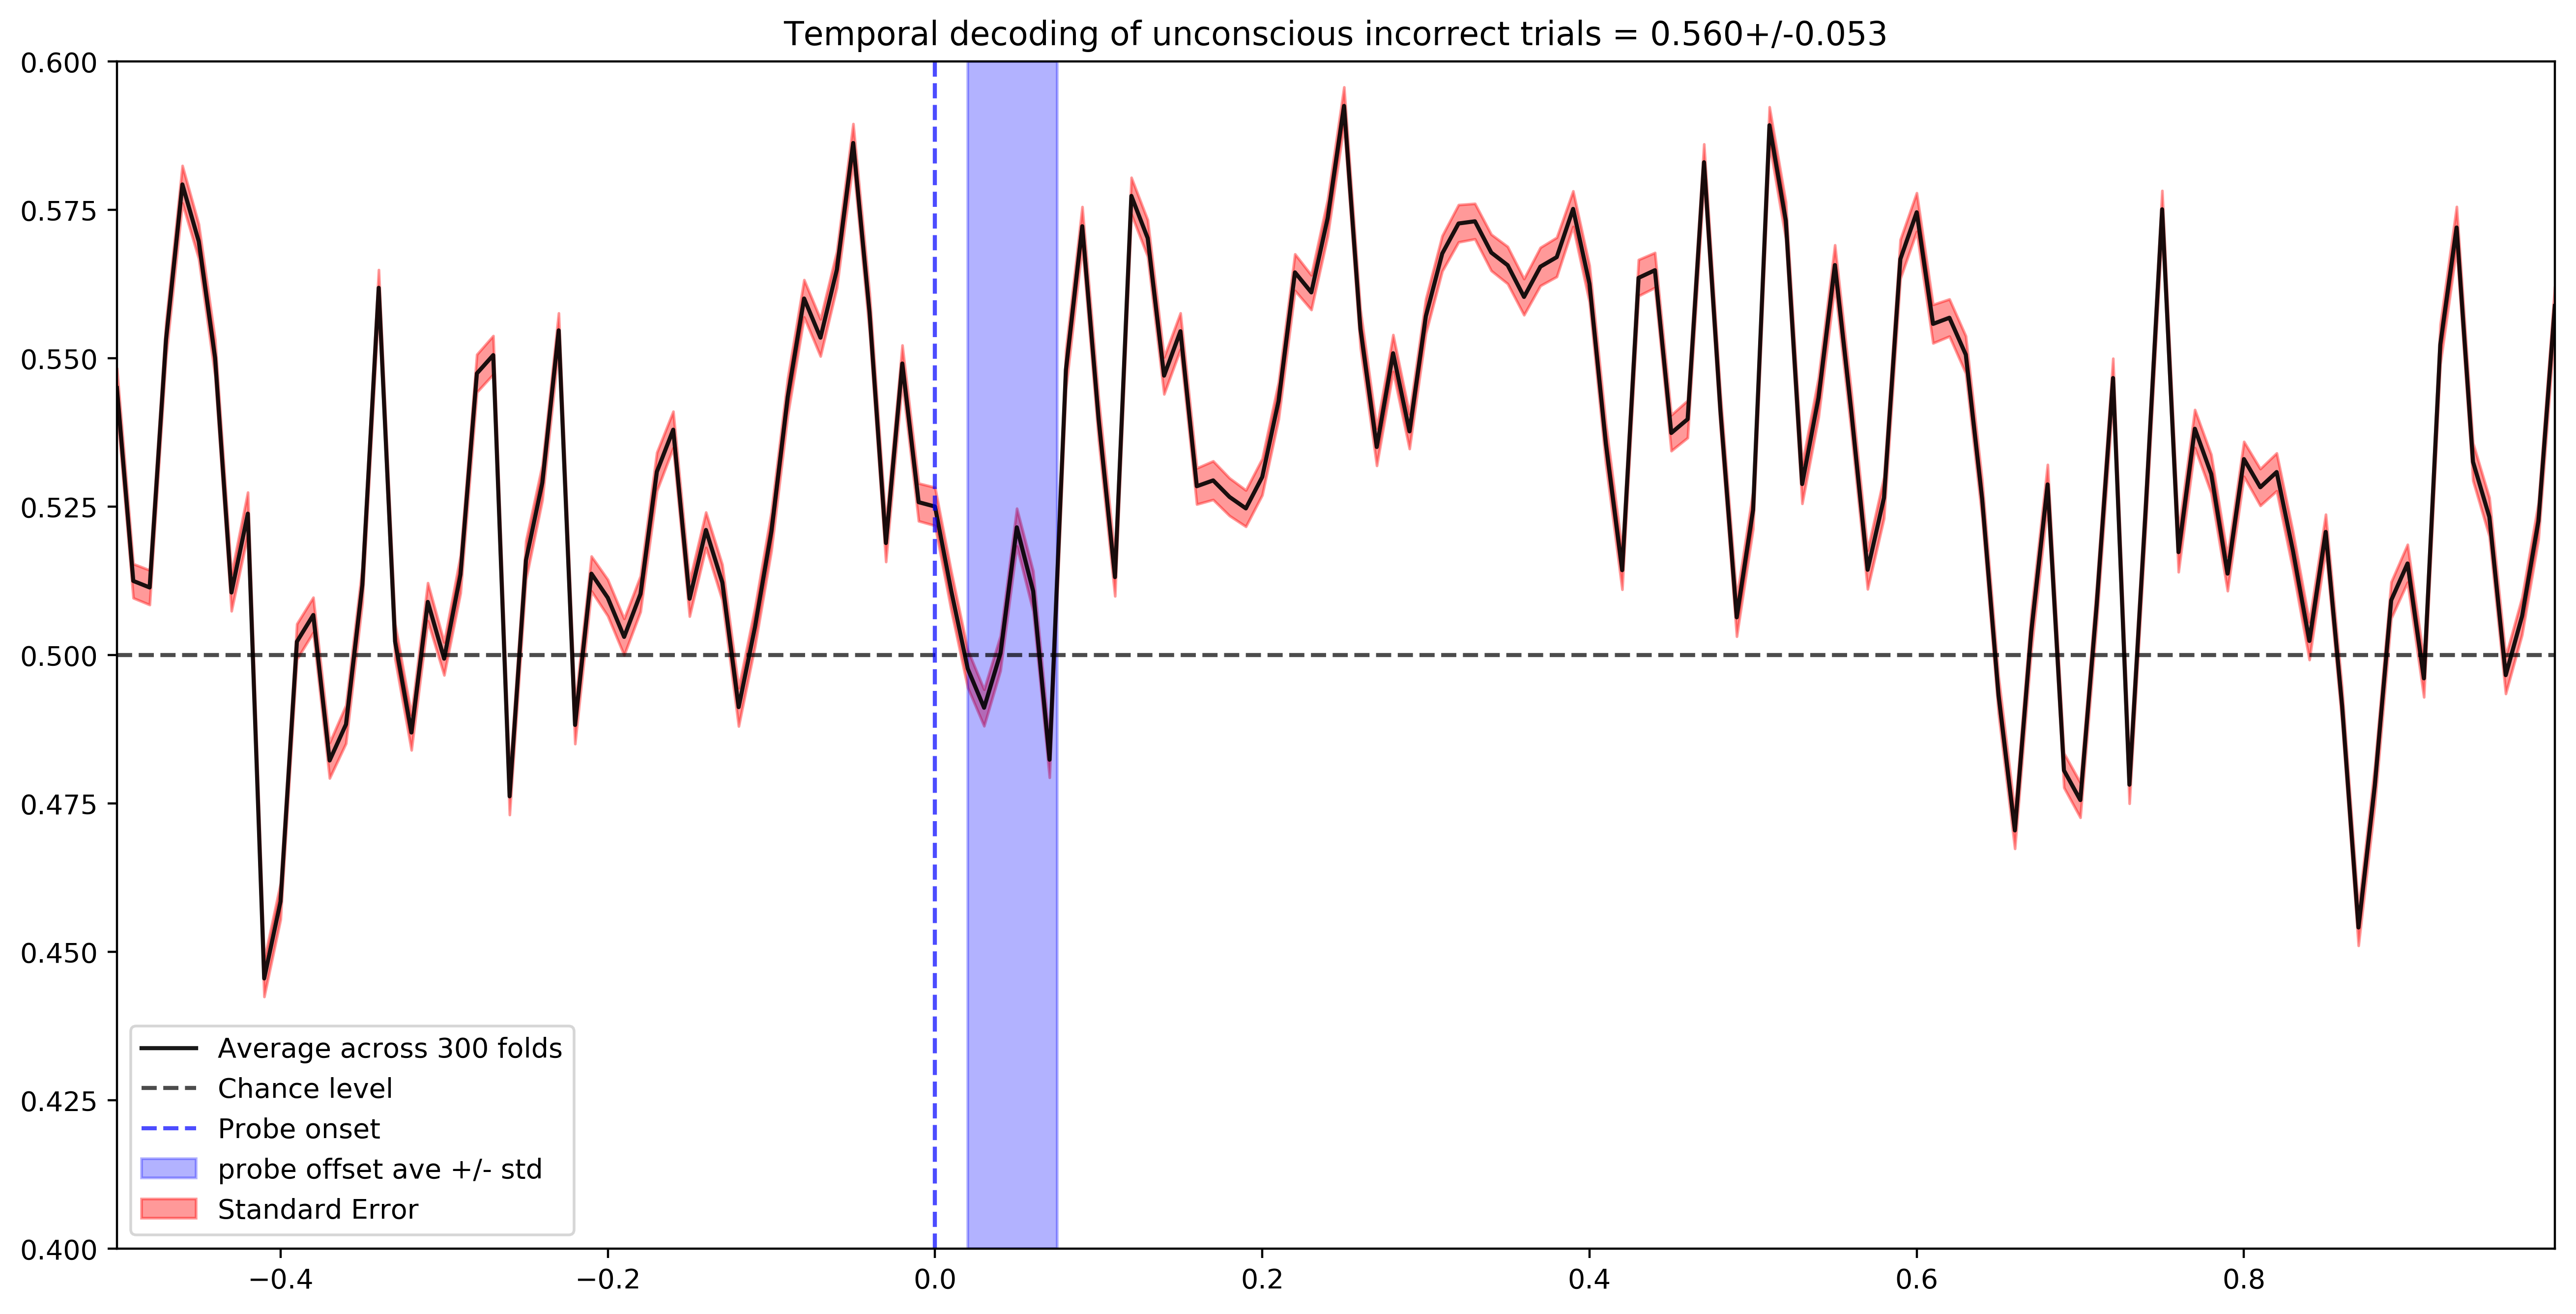 Temporal decoding of unconscious incorrect trials = 0.560+/-0.053
0.600
0.575
0.550
0.525
0.500
0.475
0.450
0.425
0.400
Average across 300 folds
Chance level
Probe onset
probe offset ave +/- std
Standard Error
−0.4
−0.2
0.0
0.2
0.4
0.6
0.8